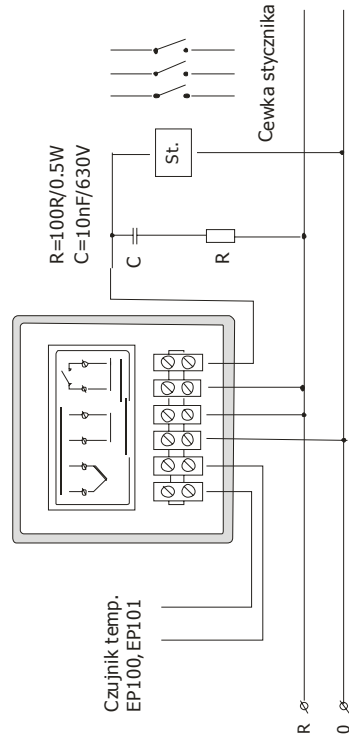 R=100R/0.5W
C=10nF/630V
C
R
St.
Cewka stycznika
Czujnik temp.
EP100, EP101
R
0